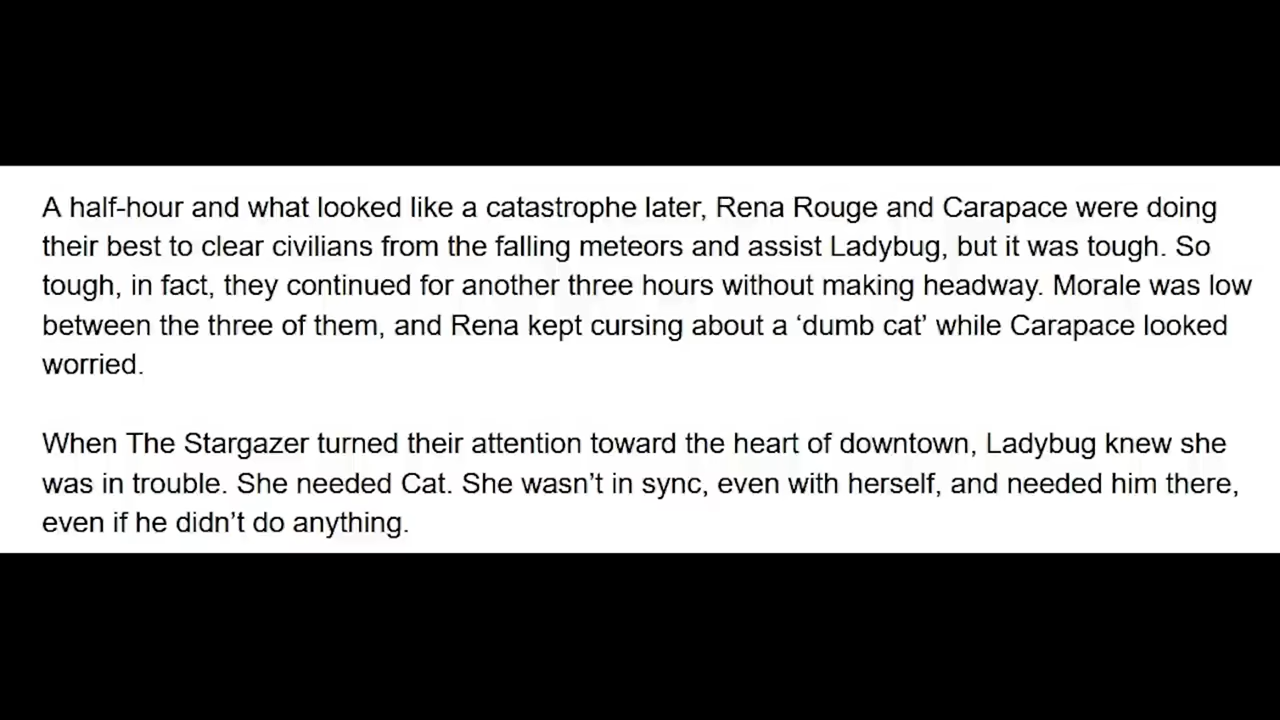 A half-hour and what looked like a catastrophe later, Rena Rouge and Carapace were doing
their best to clear civilians from the falling meteors and assist Ladybug, but it was tough. So
tough, in fact, they continued for another three hours without making headway. Morale was low
between the three of them, and Rena kept cursing about a ‘dumb cat’ while Carapace looked
worried.
When The Stargazer turned their attention toward the heart of downtown, Ladybug knew she
was in trouble. She needed Cat. She wasn’t in sync, even with herself, and needed him there,
even if he didn’t do anything.